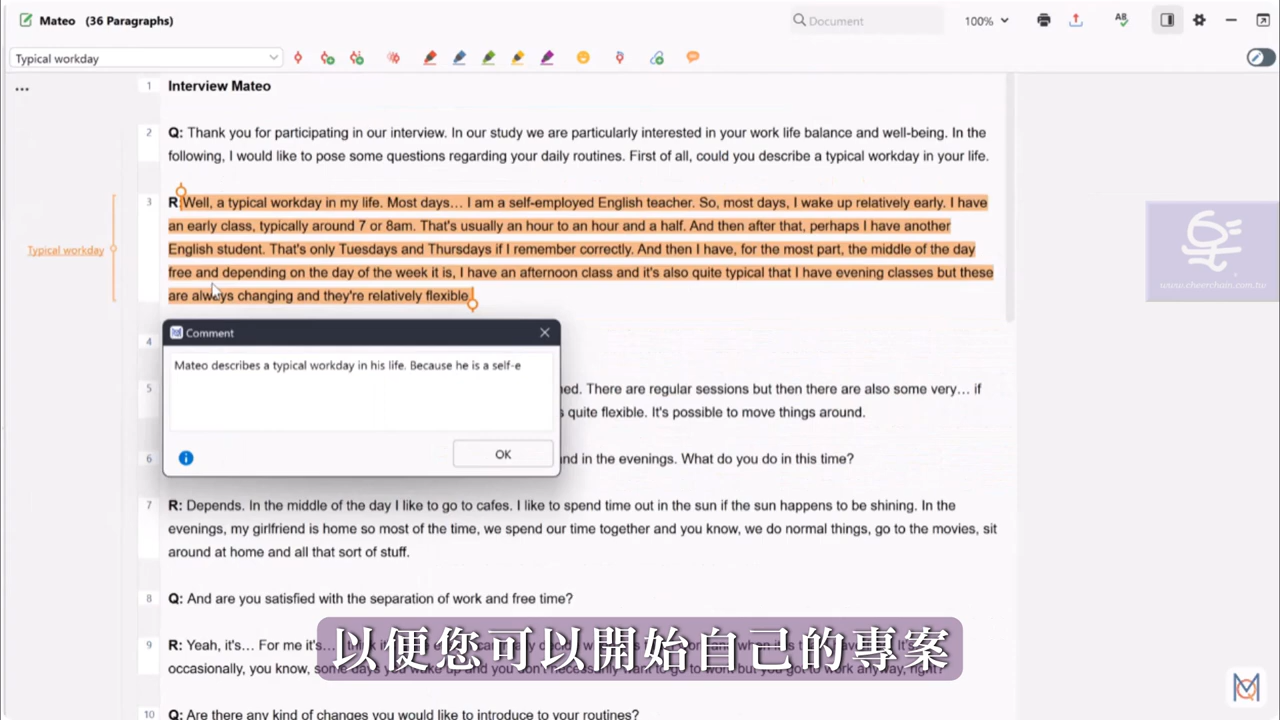 Mateo (36 Paragraphs)
Document
100%
Typical workday
1 Interview Mateo
2 Q: Thank you for participating in our interview. In our study we are particularly interested in your work life balance and well-being. In the
following, I would like to pose some questions regarding your daily routines. First of all, could you describe a typical workday in your life.
3 R: Well, a typical workday in my life. Most days… I am a self-employed English teacher. So, most days, I wake up relatively early. I have
an early class, typically around 7 or 8am. That's usually an hour to an hour and a half. And then after that, perhaps I have another
Typical workday
English student. That's only Tuesdays and Thursdays if I remember correctly. And then I have, for the most part, the middle of the day
free and depending on the day of the week it is, I have an afternoon class and it's also quite typical that I have evening classes but these
are always changing and they're relatively flexible.
www.cheerchain.com.tw
Comment
4
Mateo describes a typical workday in his life. Because he is a self-e
OK
5 ed. There are regular sessions but then there are also some very… if
quite flexible. It's possible to move things around.
6 nd in the evenings. What do you do in this time?
7 R: Depends. In the middle of the day I like to go to cafes. I like to spend time out in the sun if the sun happens to be shining. In the
evenings, my girlfriend is home so most of the time, we spend our time together and you know, we do normal things, go to the movies, sit
around at home and all that sort of stuff.
8 Q: And are you satisfied with the separation of work and free time?
9 R: Yeah, it's… For me it's…
occasionally, you know,
以便您可以開始自己的專案
10 Q: Are there any kind of changes you would like to introduce to your routines?